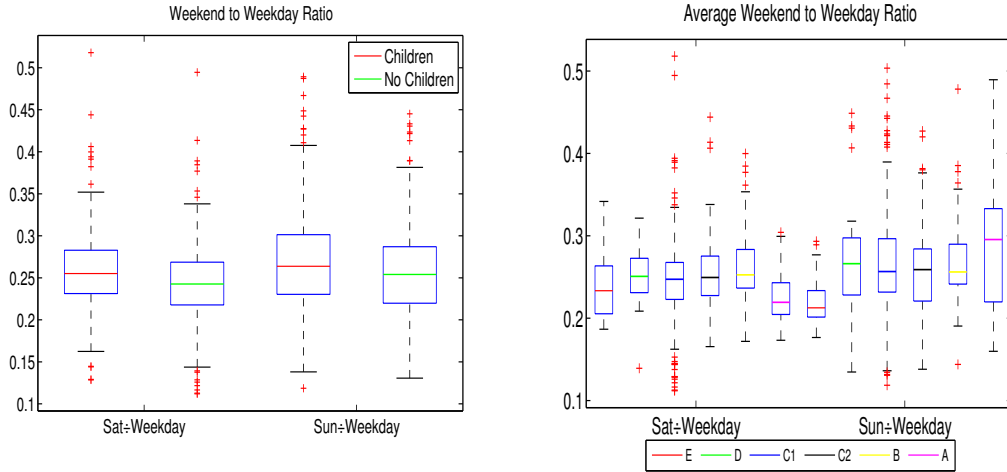 Weekend to Weekday Ratio
0.5
0.45
0.4
0.35
0.3
0.25
0.2
0.15
0.1
Children
No Children
Sat÷Weekday
Sun÷Weekday
Average Weekend to Weekday Ratio
0.5
0.4
0.3
0.2
0.1
Sat÷Weekday
Sun÷Weekday
E
D
C1
C2
B
A